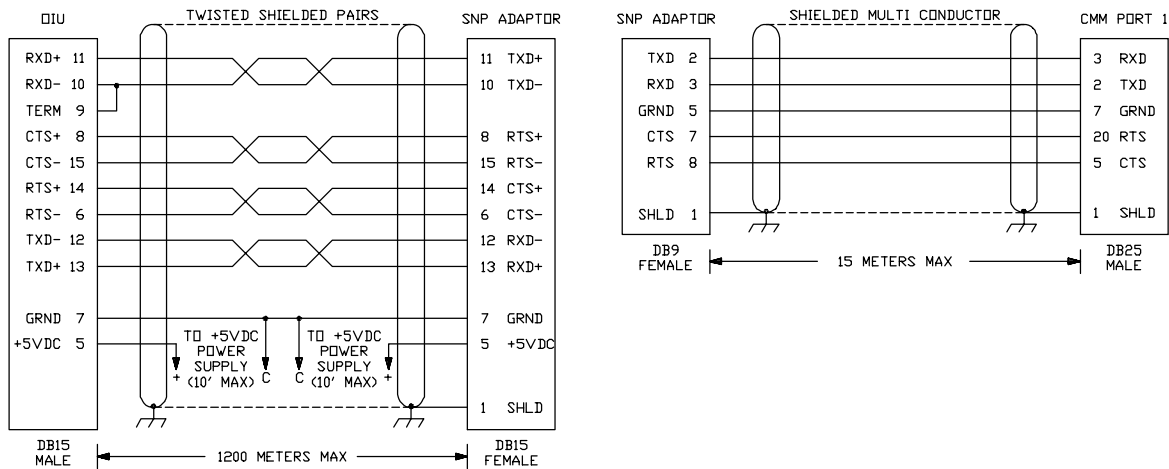 OIU
TWISTED SHIELDED PAIRS
SNP ADAPTOR
RXD+ 11
11 TXD+
RXD- 10
10 TXD-
TERM 9
CTS+ 8
8 RTS+
CTS- 15
15 RTS-
RTS+ 14
14 CTS+
RTS- 6
6 CTS-
TXD- 12
12 RXD-
TXD+ 13
13 RXD+
GRND 7
7 GRND
+5VDC 5
5 +5VDC
TO +5VDC
POWER
SUPPLY
(10' MAX)
+ C
TO +5VDC
POWER
SUPPLY
(10' MAX)
C +
1 SHLD
DB15
MALE
1200 METERS MAX
DB15
FEMALE
SNP ADAPTOR
SHIELDED MULTI CONDUCTOR
CMM PORT 1
TXD 2
3 RXD
RXD 3
2 TXD
GRND 5
7 GRND
CTS 7
20 RTS
RTS 8
5 CTS
SHLD 1
1 SHLD
DB9
FEMALE
15 METERS MAX
DB25
MALE